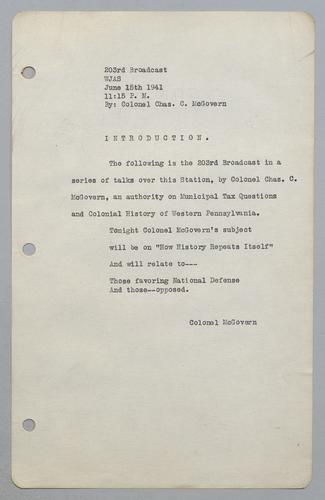 203rd Broadcast
WJAS
June 15th 1941
11:15 P. M.
By: Colonel Chas. C. McGovern
I N T R O D U C T I O N .
The following is the 203rd Broadcast in a
series of talks over this Station, by Colonel Chas. C.
McGovern, an authority on Municipal Tax Questions
and Colonial History of Western Pennsylvania.
Tonight Colonel McGovern's subject
will be on "How History Repeats Itself"
And will relate to---
Those favoring National Defense
And those--opposed.
Colonel McGovern